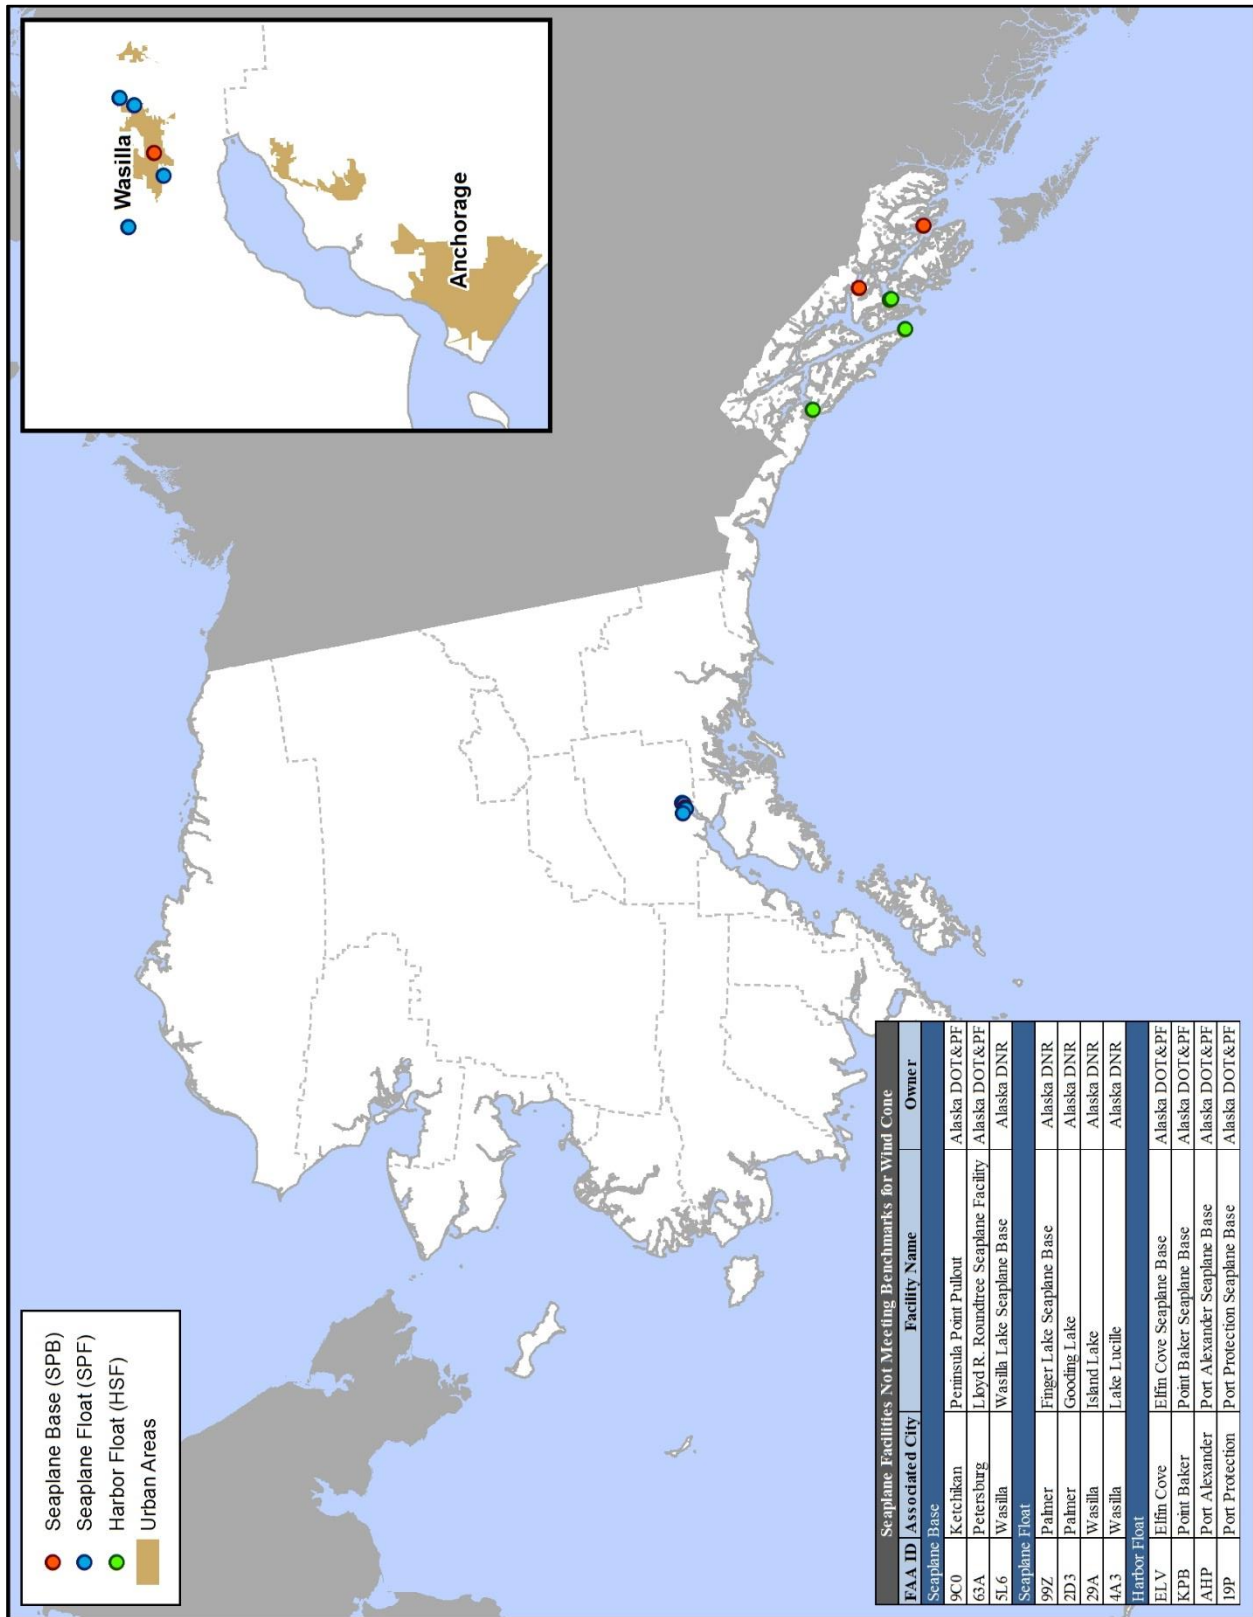 Seaplane Base (SPB)
Seaplane Float (SPF)
Harbor Float (HSF)
Urban Areas
Wasilla
Anchorage
Seaplane Facilities Not Meeting Benchmarks for Wind Cone
FAA ID Associated City Facility Name Owner
Seaplane Base
9C0 Ketchikan Peninsula Point Pullout Alaska DOT&PF
63A Petersburg Lloyd R. Roundtree Seaplane Facility Alaska DOT&PF
5L6 Wasilla Wasilla Lake Seaplane Base Alaska DNR
Seaplane Float
99Z Palmer Finger Lake Seaplane Base Alaska DNR
2D3 Palmer Gooding Lake Alaska DNR
29A Wasilla Island Lake Alaska DNR
4A3 Wasilla Lake Lucille Alaska DNR
Harbor Float
ELV Elfin Cove Elfin Cove Seaplane Base Alaska DOT&PF
KPB Point Baker Point Baker Seaplane Base Alaska DOT&PF
AHP Port Alexander Port Alexander Seaplane Base Alaska DOT&PF
19P Port Protection Port Protection Seaplane Base Alaska DOT&PF